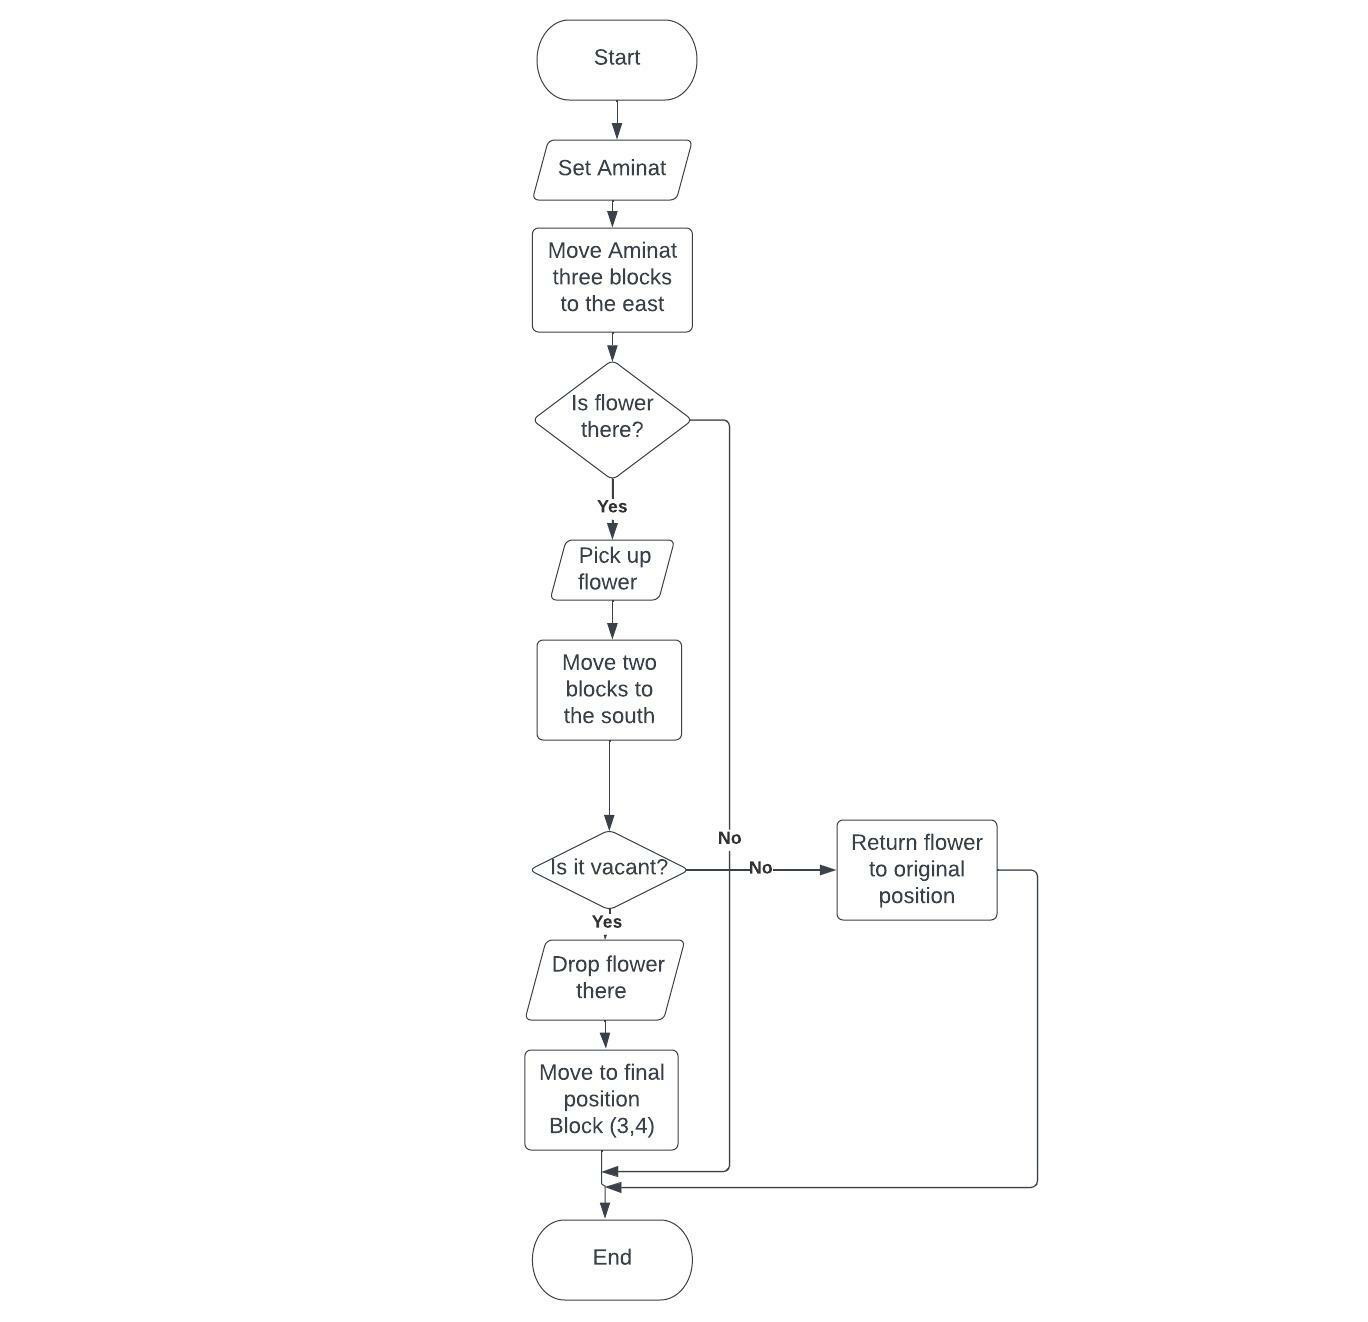 Start
Set Aminat
Move Aminat
three blocks
to the east
Is flower
there?
Yes
Pick up
flower
Move two
blocks to
the south
No
Is it vacant?
No
Return flower
to original
position
Yes
Drop flower
there
Move to final
position
Block (3,4)
End